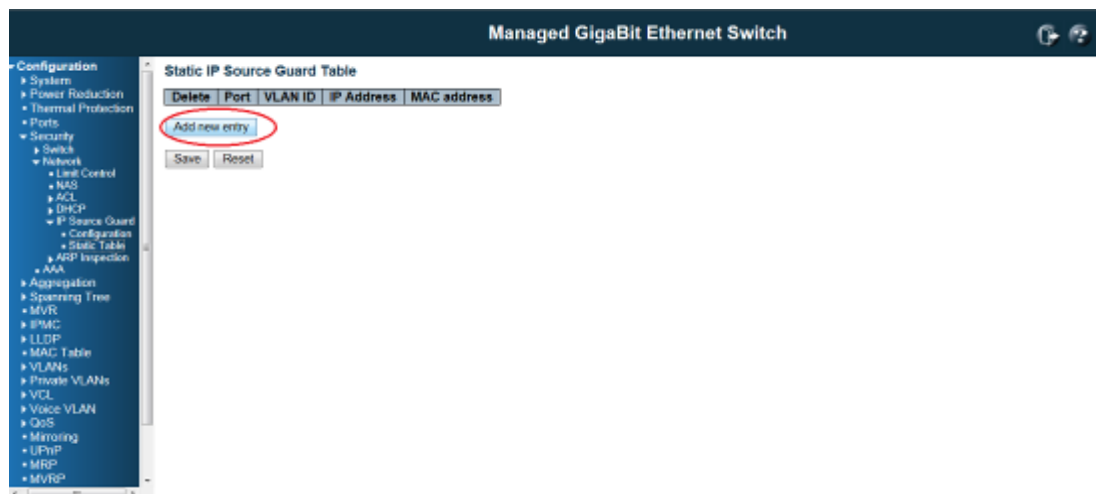 Managed GigaBit Ethernet Switch
Configuration
System
Power Reduction
Thermal Protection
Ports
Security
Switch
Network
Limit Control
NAS
ACL
DHCP
IP Source Guard
Configuration
Static Table
ARP Inspection
AAA
Aggregation
Spanning Tree
MVR
IPMC
LLDP
MAC Table
VLANs
Private VLANs
VCL
Voice VLAN
QoS
Mirroring
UPnP
MRP
MVRP
Static IP Source Guard Table
Delete Port VLAN ID IP Address MAC address
Add new entry
Save Reset